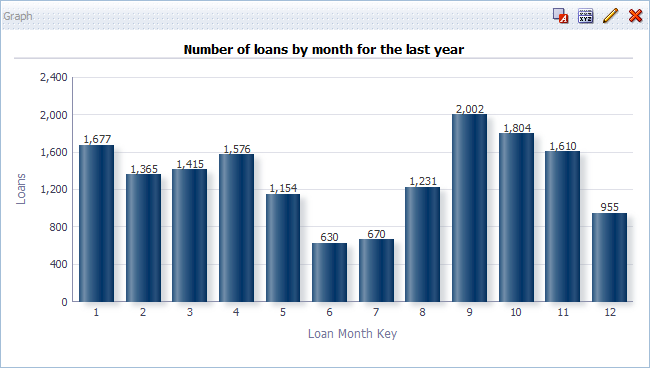 Graph
A
XYZ
Number of loans by month for the last year
2,400
2,000
1,600
1,200
800
400
0
Loans
1,677
1,365
1,415
1,576
1,154
630
670
1,231
2,002
1,804
1,610
955
1 2 3 4 5 6 7 8 9 10 11 12
Loan Month Key